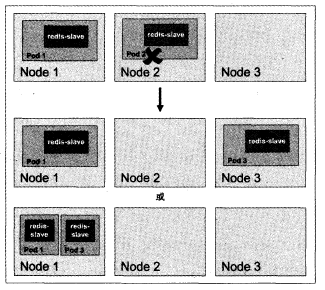 redis-slave
redis-slave
Pod 1
Pod 2
Node 1
Node 2
Node 3
redis-slave
redis-slave
Pod 1
Pod 3
Node 1
Node 2
Node 3
或
redis-
slave
redis-
slave
Pod 1
Pod 3
Node 1
Node 2
Node 3